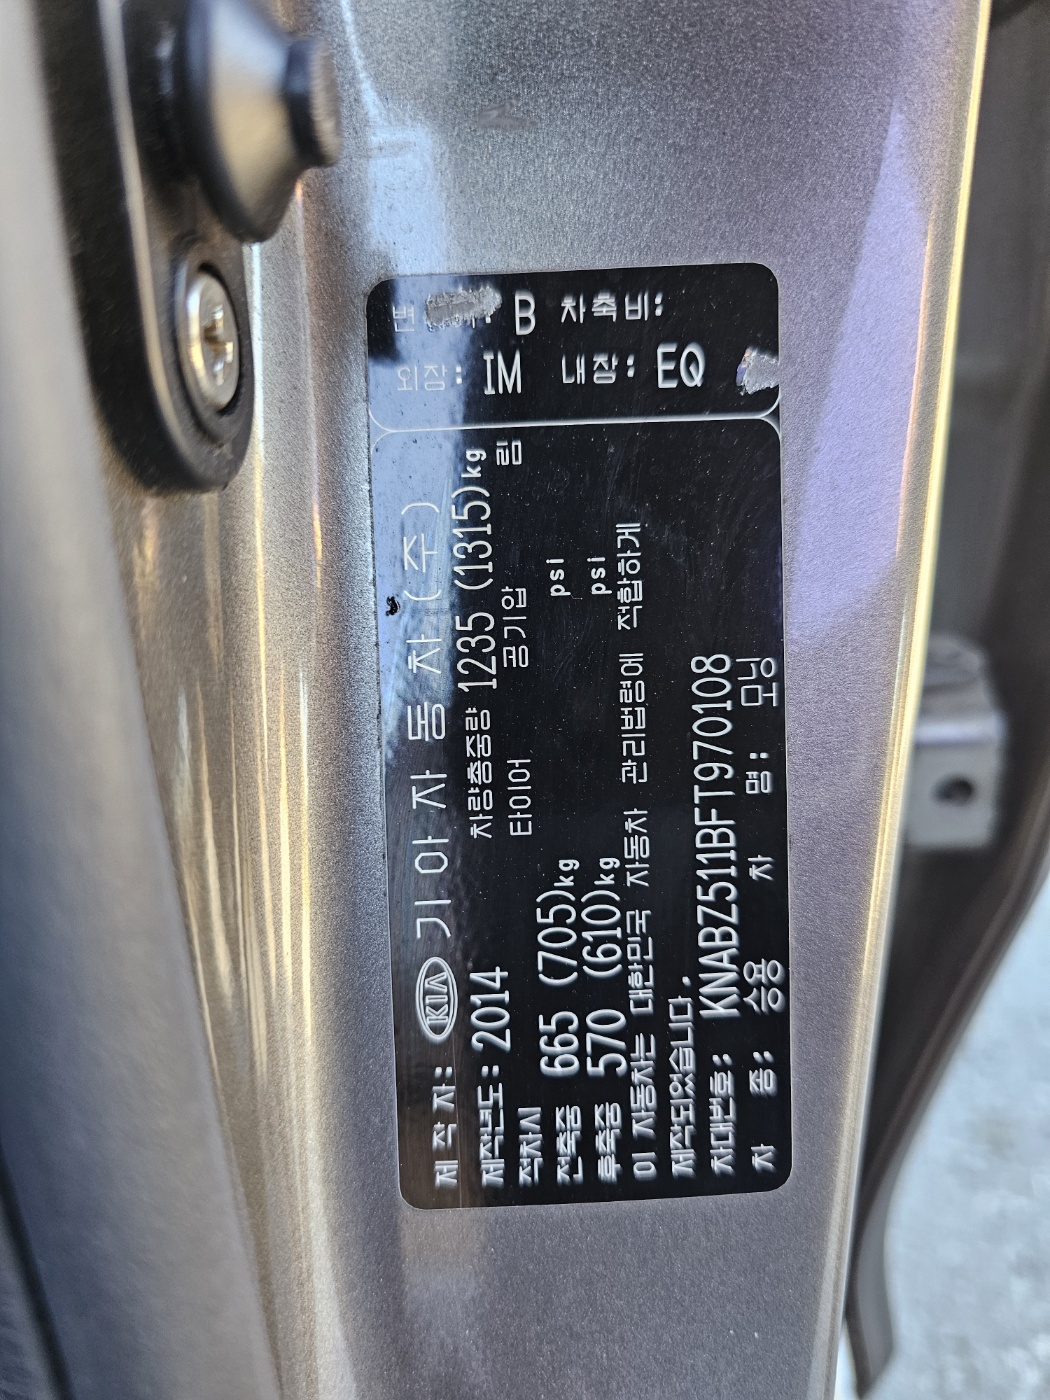 제 작 자: KIA 기 아 자 동 차 (주)
제작년도: 2014 차량총중량 1235 (1315)kg
적차시 타이어 공기압 림
전축중 665 (705)kg psi
후축중 570 (610)kg psi
이 자동차는 대한민국 자동차 관리법령에 적합하게
제작되었습니다.
차대번호: KNABZ511BFT970108
차 종: 승용 차 명: 모닝
변 B 차축비:
외장: IM 내장: EQ